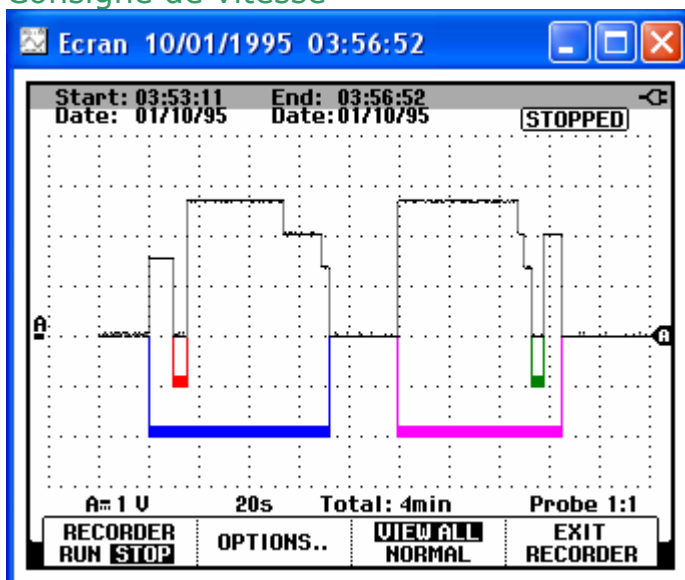 Consigne de vitesse
Ecran 10/01/1995 03:56:52
Start: 03:53:11 End: 03:56:52
Date: 01/10/95 Date:01/10/95
STOPPED
A
A
A= 1 V 20s Total: 4min Probe 1:1
RECORDER
RUN STOP
OPTIONS..
VIEW ALL
NORMAL
EXIT
RECORDER